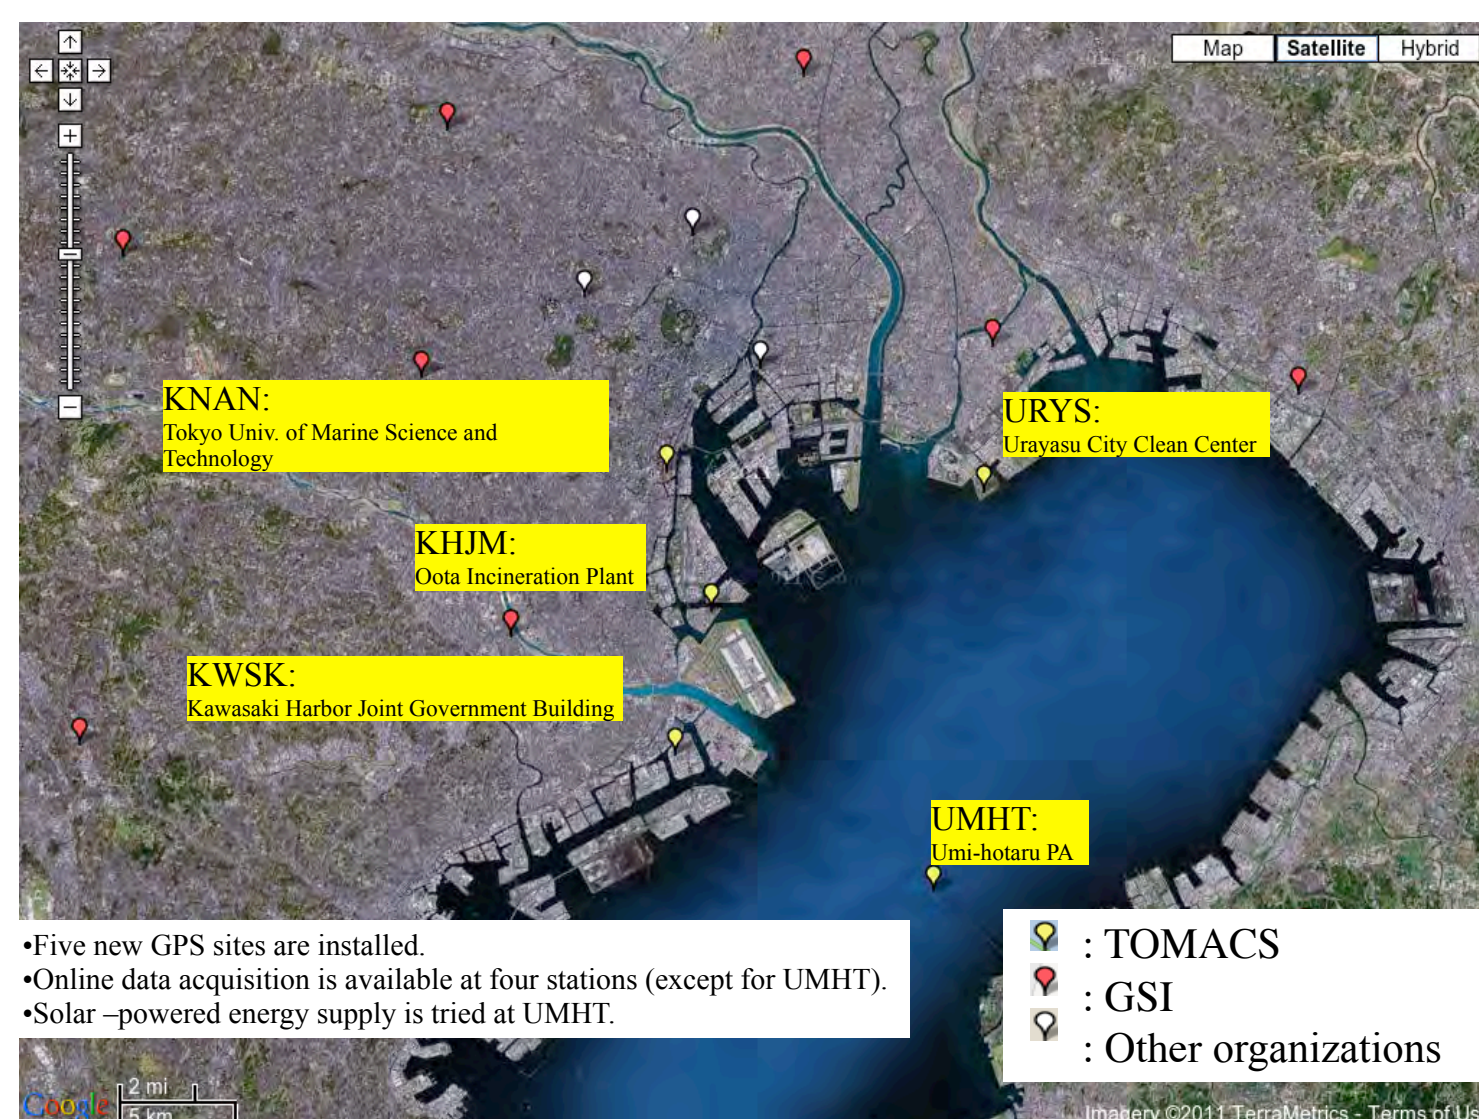 Map
Satellite
Hybrid
KNAN:
Tokyo Univ. of Marine Science and
Technology
URYS:
Urayasu City Clean Center
KHJM:
Oota Incineration Plant
KWSK:
Kawasaki Harbor Joint Government Building
UMHT:
Umi-hotaru PA
•Five new GPS sites are installed.
•Online data acquisition is available at four stations (except for UMHT).
•Solar –powered energy supply is tried at UMHT.
: TOMACS
: GSI
: Other organizations
2 mi
5 km
Google
Imagery ©2011 TerraMetrics - Terms of